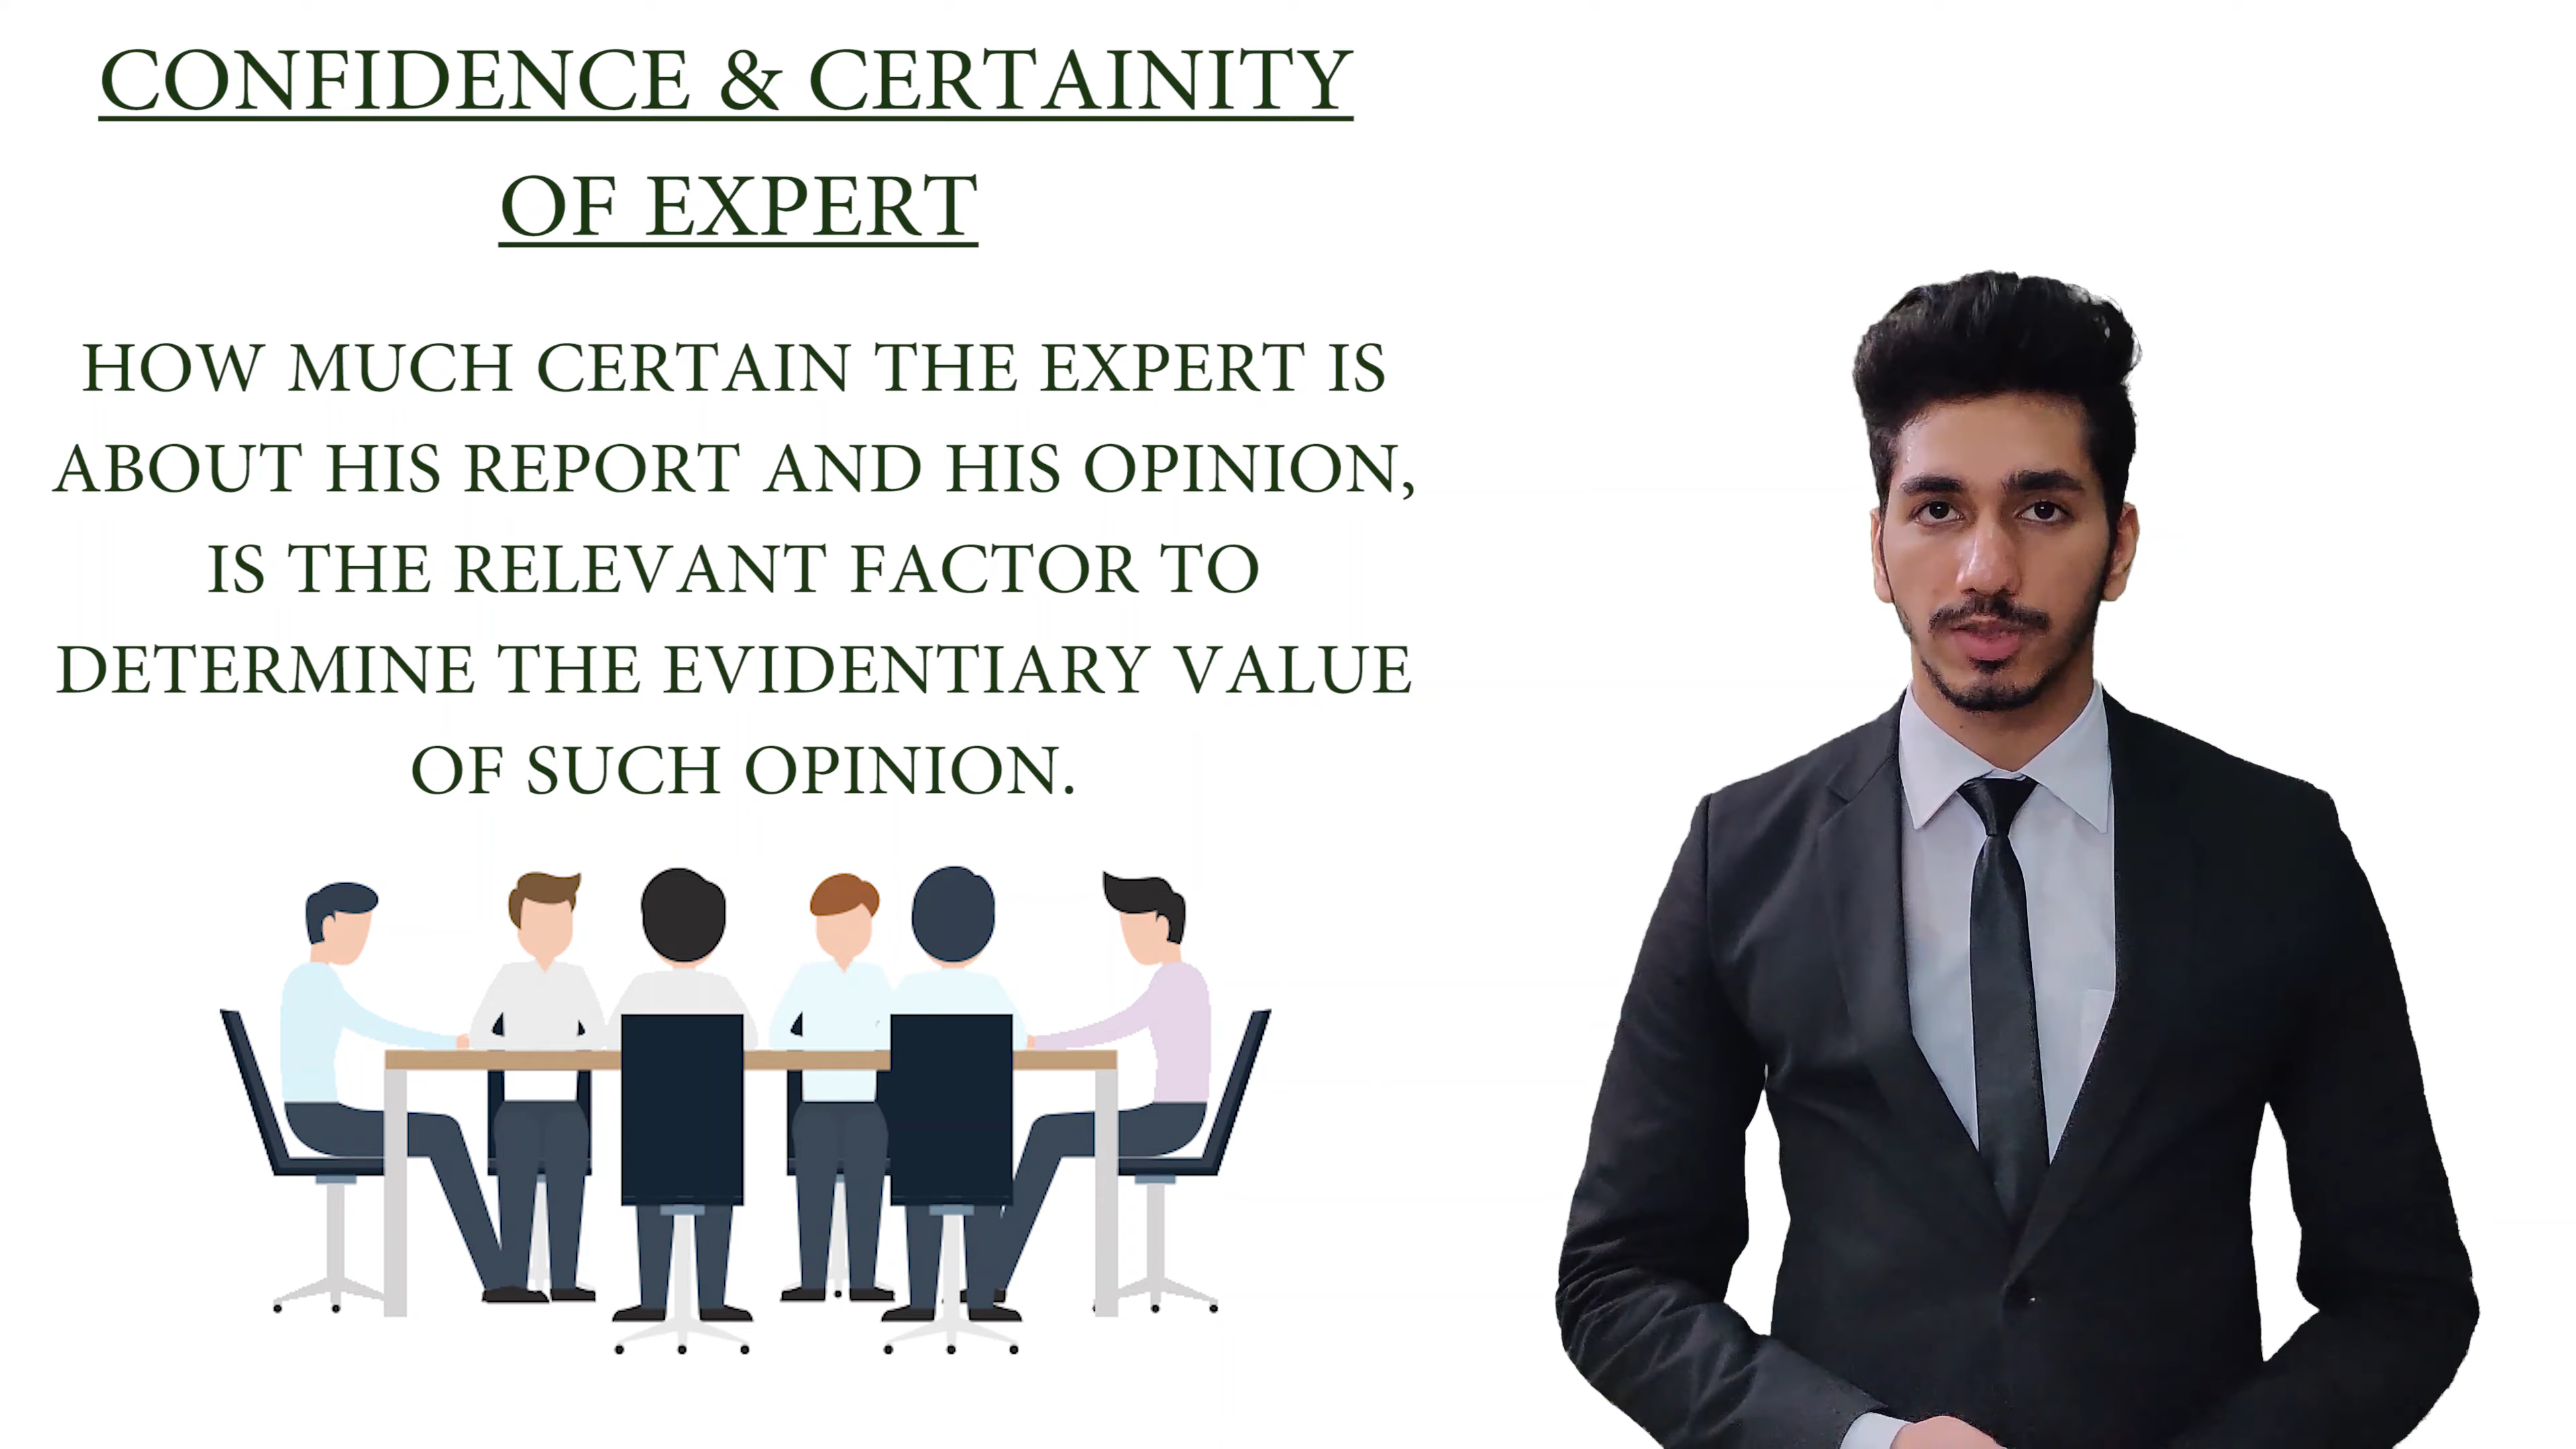 CONFIDENCE & CERTAINITY
OF EXPERT
HOW MUCH CERTAIN THE EXPERT IS
ABOUT HIS REPORT AND HIS OPINION,
IS THE RELEVANT FACTOR TO
DETERMINE THE EVIDENTIARY VALUE
OF SUCH OPINION.